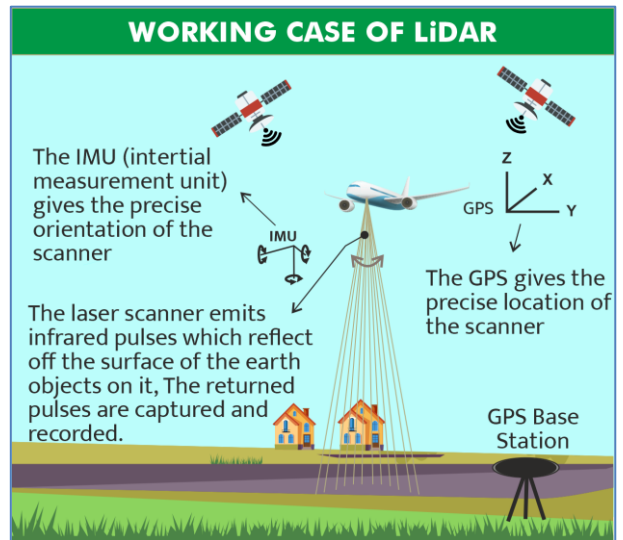 WORKING CASE OF LiDAR
The IMU (intertial
measurement unit)
gives the precise
orientation of the
scanner
IMU
Z
X
GPS
Y
The GPS gives the
precise location of
the scanner
The laser scanner emits
infrared pulses which reflect
off the surface of the earth
objects on it, The returned
pulses are captured and
recorded.
GPS Base
Station